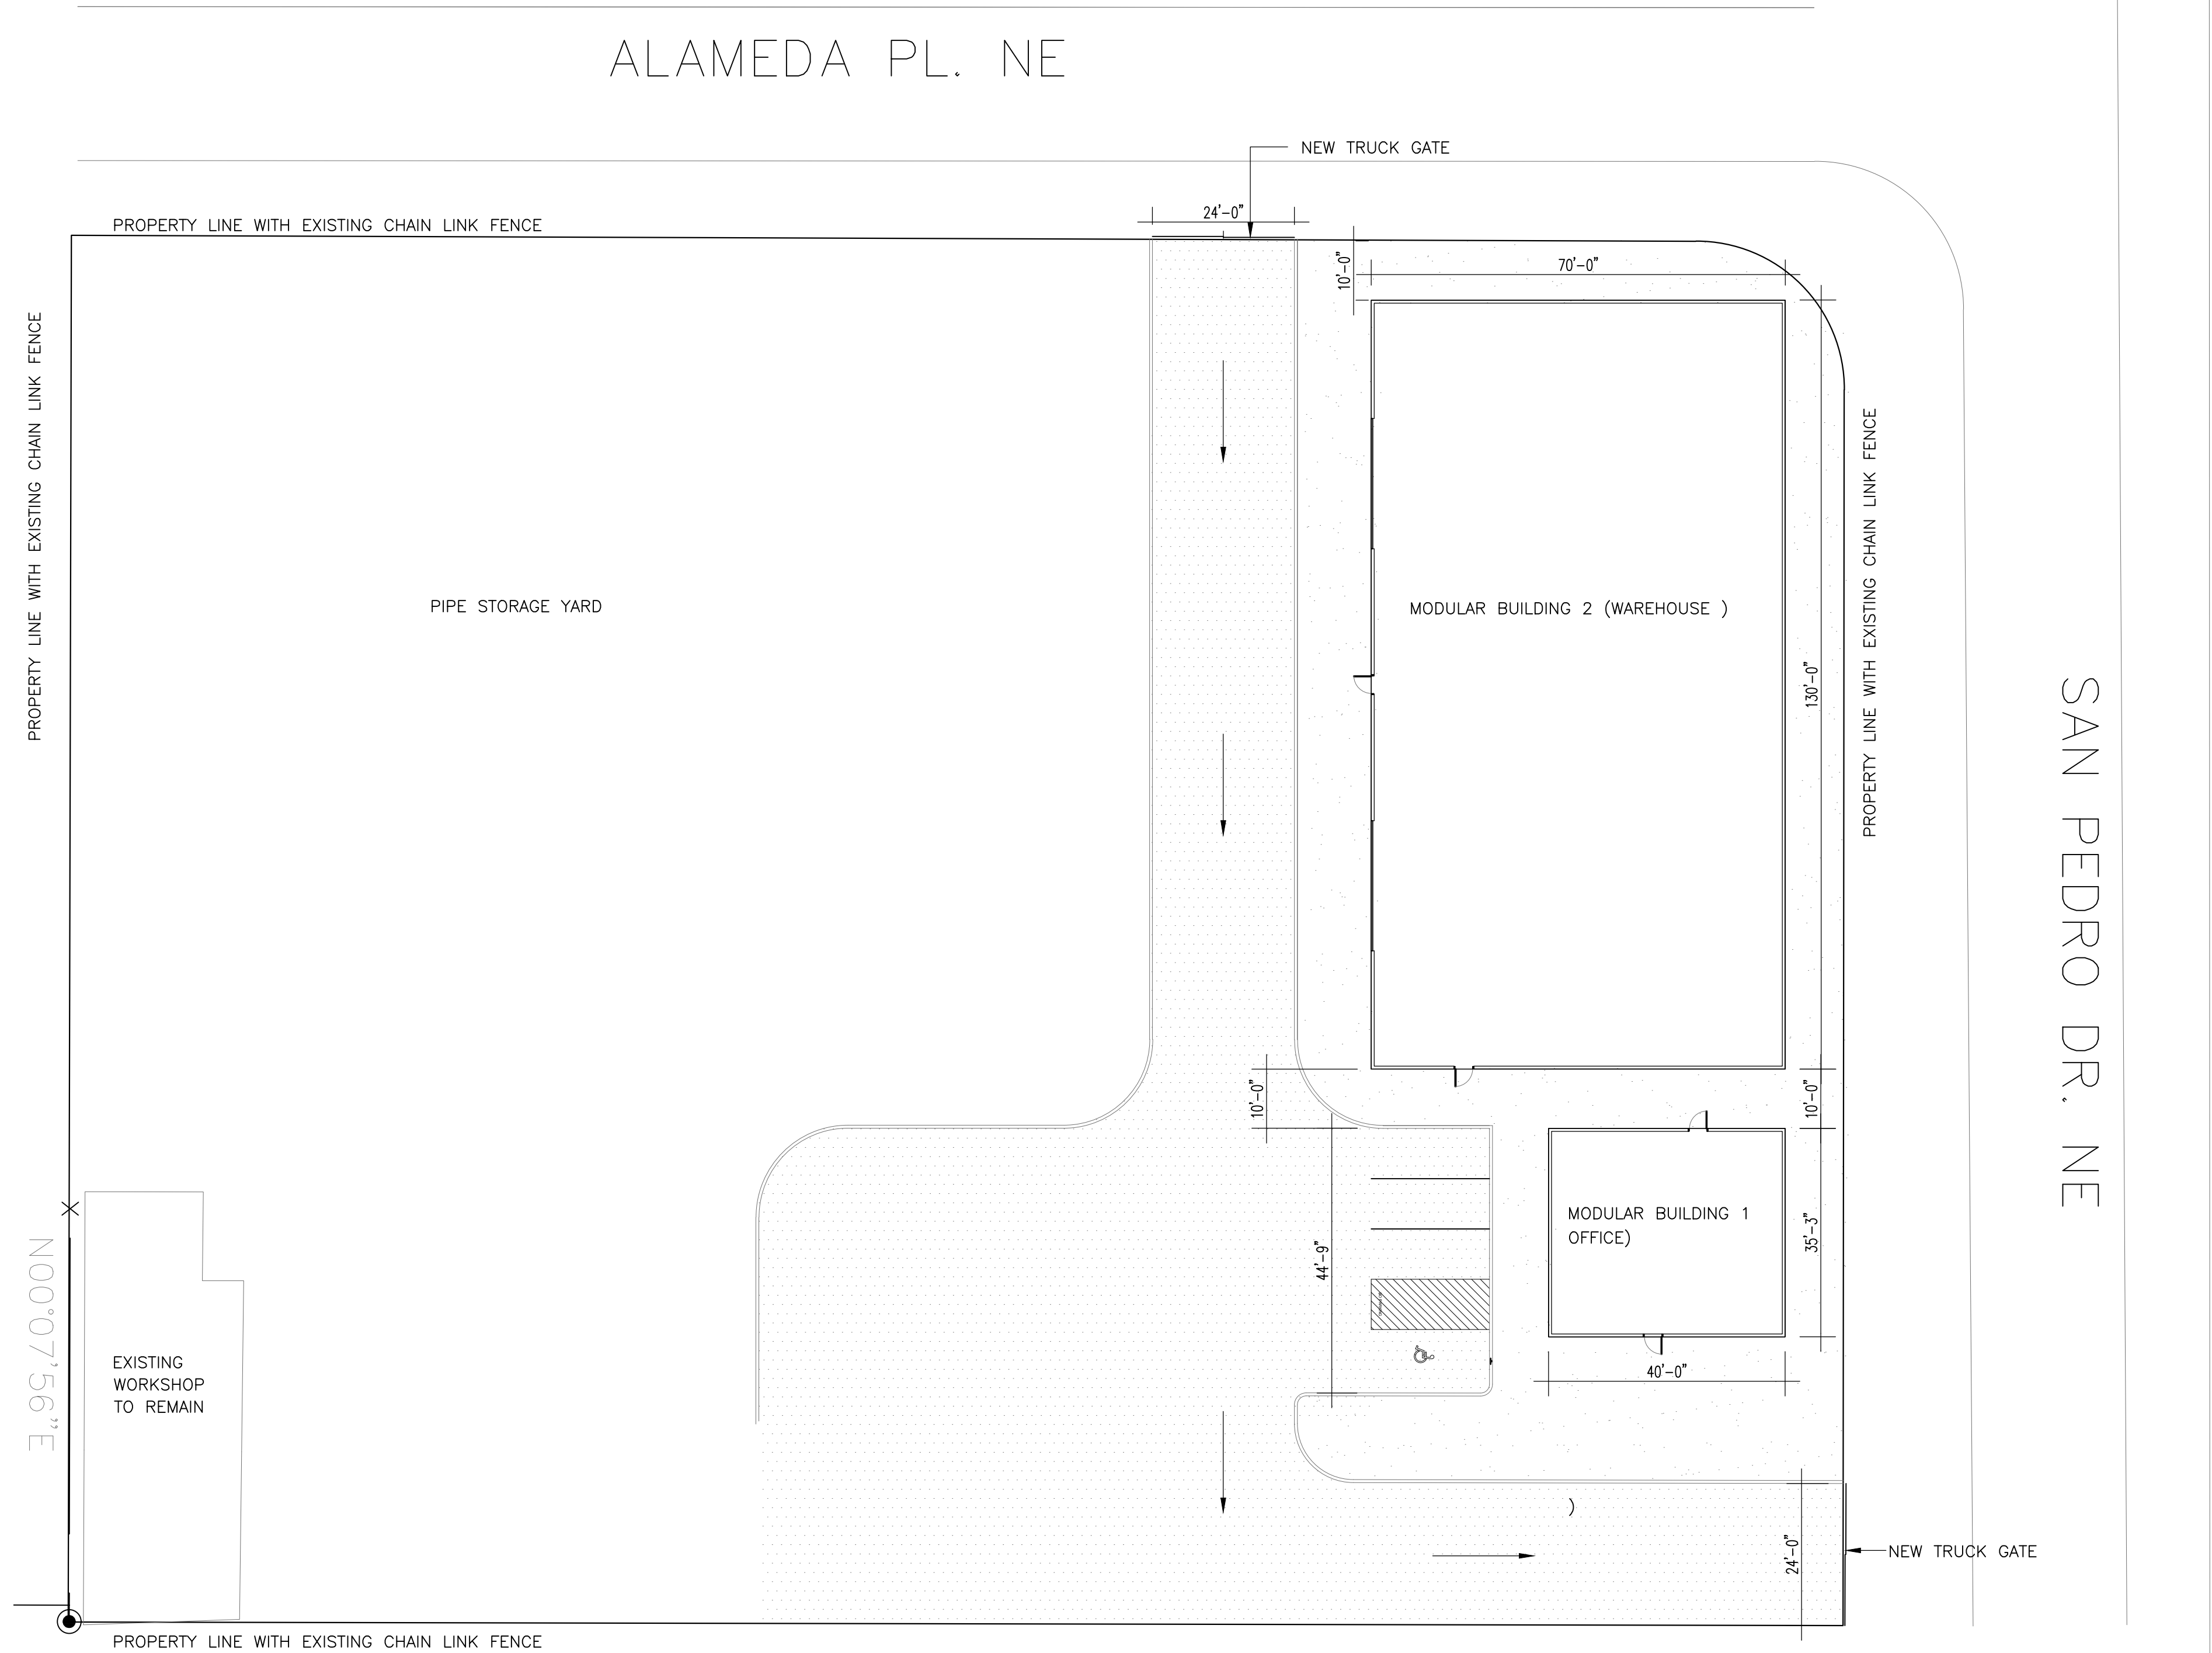 ALAMEDA PL. NE
NEW TRUCK GATE
24'-0"
PROPERTY LINE WITH EXISTING CHAIN LINK FENCE
10'-0"
70'-0"
PROPERTY LINE WITH EXISTING CHAIN LINK FENCE
PIPE STORAGE YARD
MODULAR BUILDING 2 (WAREHOUSE )
130'-0"
PROPERTY LINE WITH EXISTING CHAIN LINK FENCE
SAN PEDRO DR. NE
10'-0"
10'-0"
MODULAR BUILDING 1
OFFICE)
35'-3"
44'-9"
40'-0"
N00°07'56"E
EXISTING
WORKSHOP
TO REMAIN
)
24'-0"
NEW TRUCK GATE
PROPERTY LINE WITH EXISTING CHAIN LINK FENCE